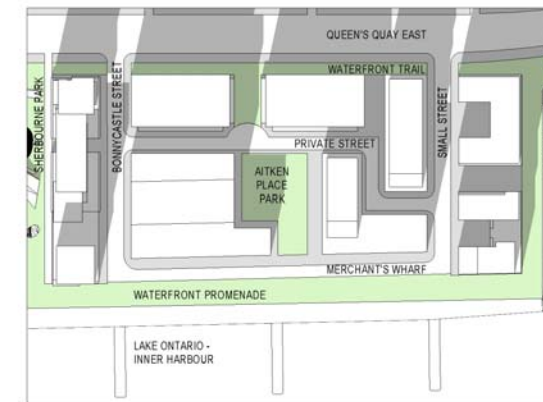 QUEEN'S QUAY EAST
WATERFRONT TRAIL
SHERBOURNE PARK
BONNYCASTLE STREET
SMALL STREET
PRIVATE STREET
AITKEN
PLACE
PARK
MERCHANT'S WHARF
WATERFRONT PROMENADE
LAKE ONTARIO -
INNER HARBOUR